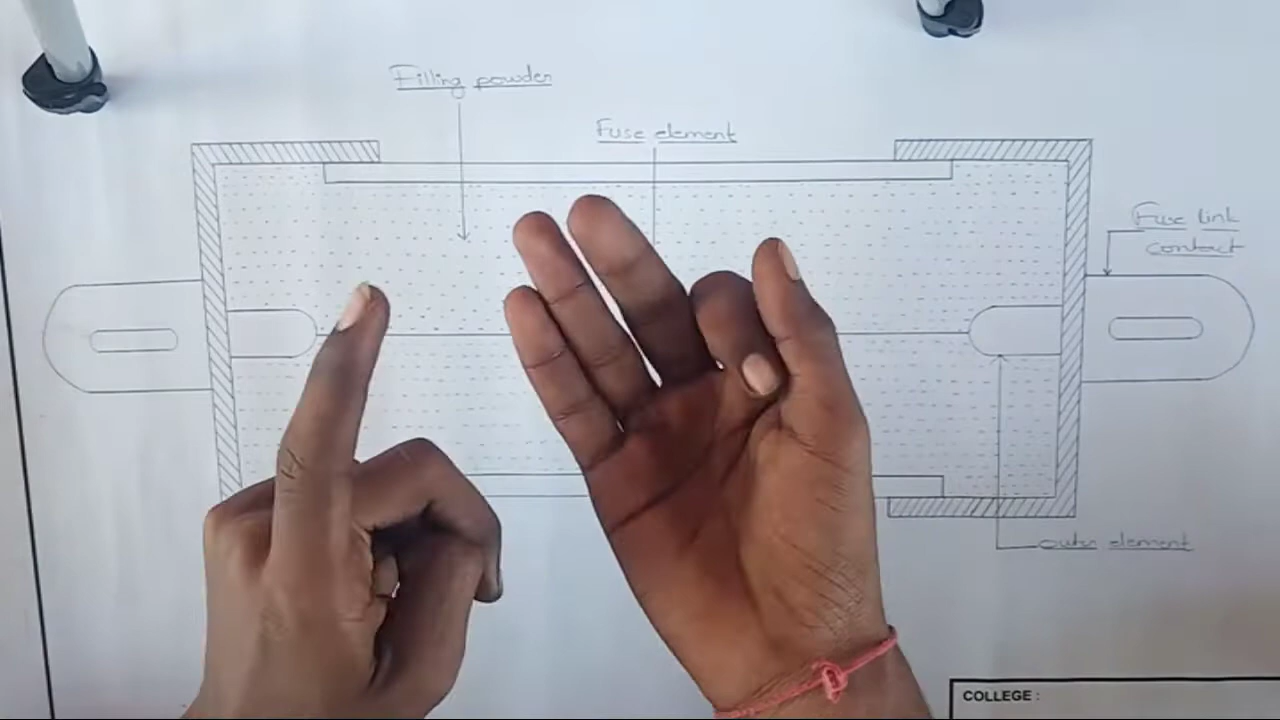 Filling powder
Fuse element
Fuse link
contact
outer element
COLLEGE :